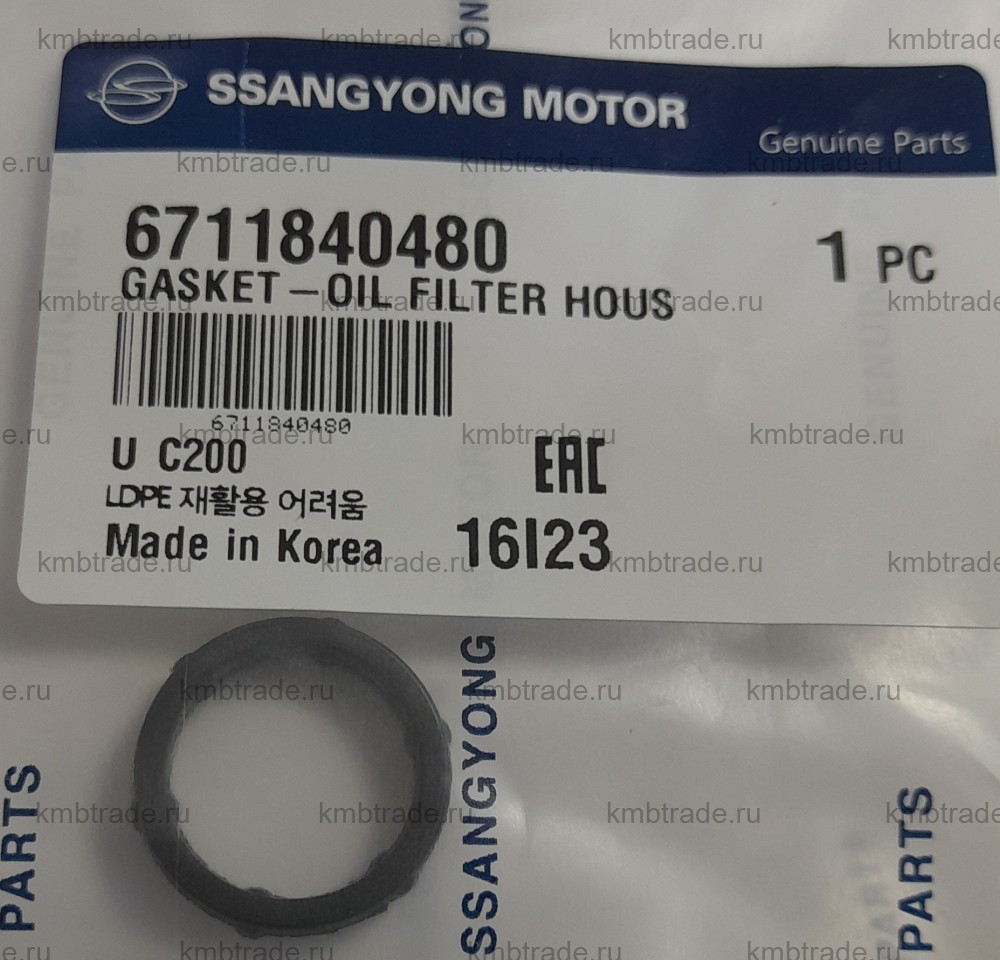 SSANGYONG MOTOR
Genuine Parts
6711840480
1 PC
GASKET-OIL FILTER HOUS
6711840480
U C200
EAC
LDPE 재활용 어려움
Made in Korea
16I23
SSANGYONG
PARTS
PARTS
kmbtrade.ru